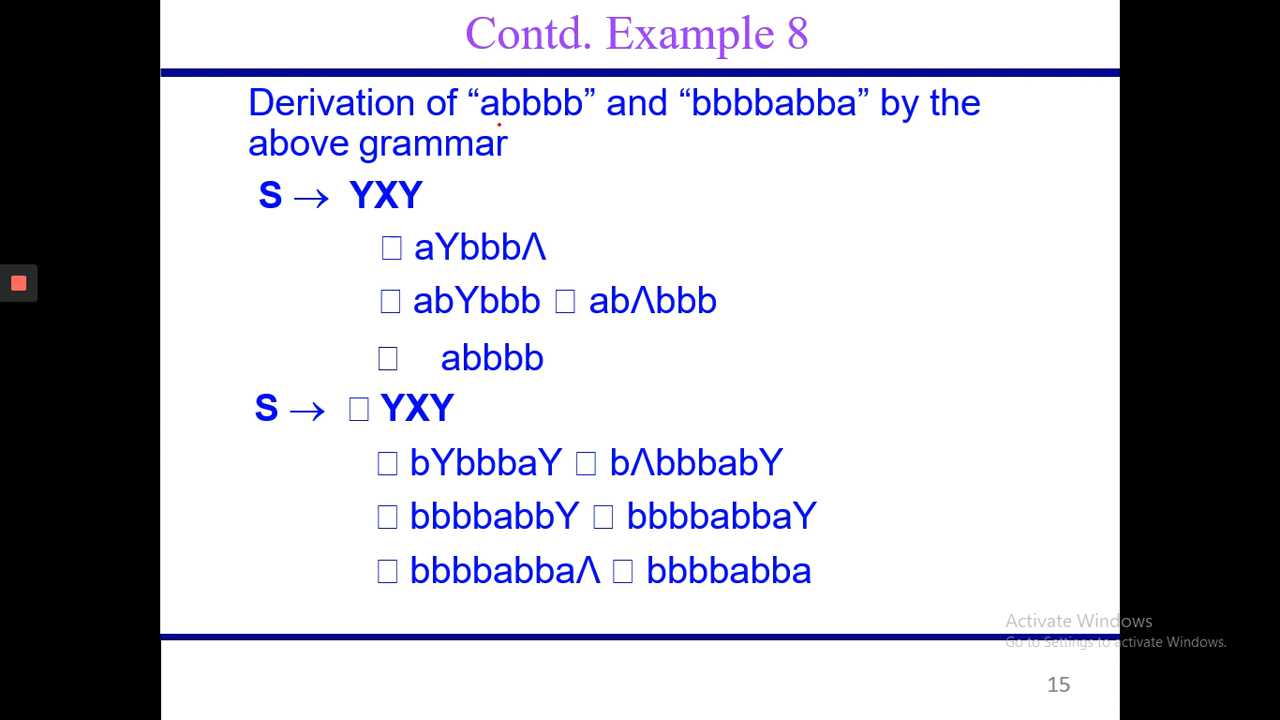 Contd. Example 8
Derivation of “abbbb” and “bbbbabba” by the
above grammar
S → YXY
□ aYbbbΛ
□ abYbbb □ abΛbbb
□ abbbb
S → □ YXY
□ bYbbbaY □ bΛbbbabY
□ bbbbabbY □ bbbbabbaY
□ bbbbabbaΛ □ bbbbabba
Activate Windows
Go to Settings to activate Windows.
15